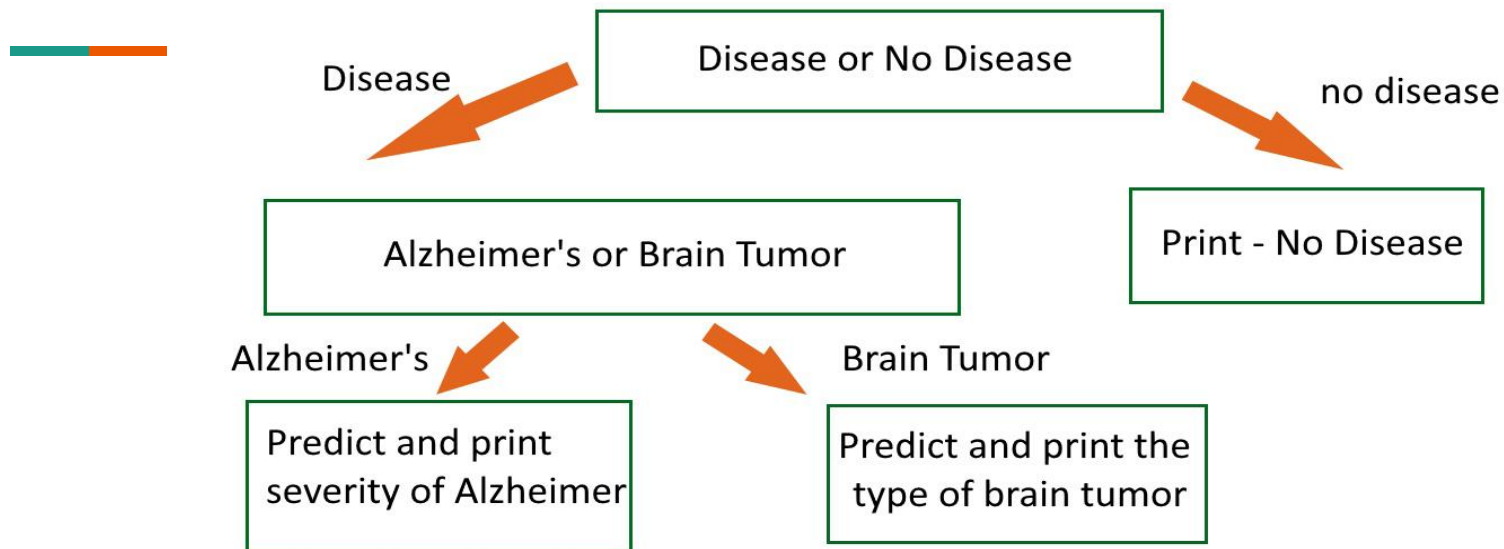 Disease or No Disease
Disease
no disease
Alzheimer's or Brain Tumor
Print - No Disease
Alzheimer's
Brain Tumor
Predict and print
severity of Alzheimer
Predict and print the
type of brain tumor